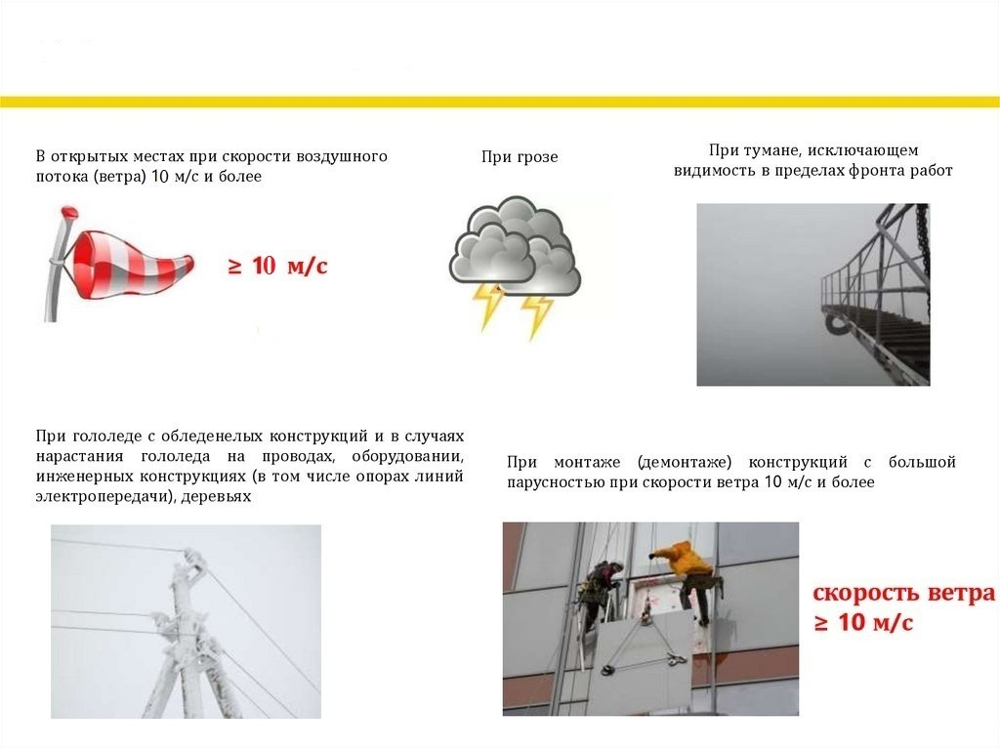 В открытых местах при скорости воздушного
потока (ветра) 10 м/с и более
≥ 10 м/с
При грозе
При тумане, исключающем
видимость в пределах фронта работ
При гололеде с обледенелых конструкций и в случаях
нарастания гололеда на проводах, оборудовании,
инженерных конструкциях (в том числе опорах линий
электропередачи), деревьях
При монтаже (демонтаже) конструкций с большой
парусностью при скорости ветра 10 м/с и более
скорость ветра
≥ 10 м/с